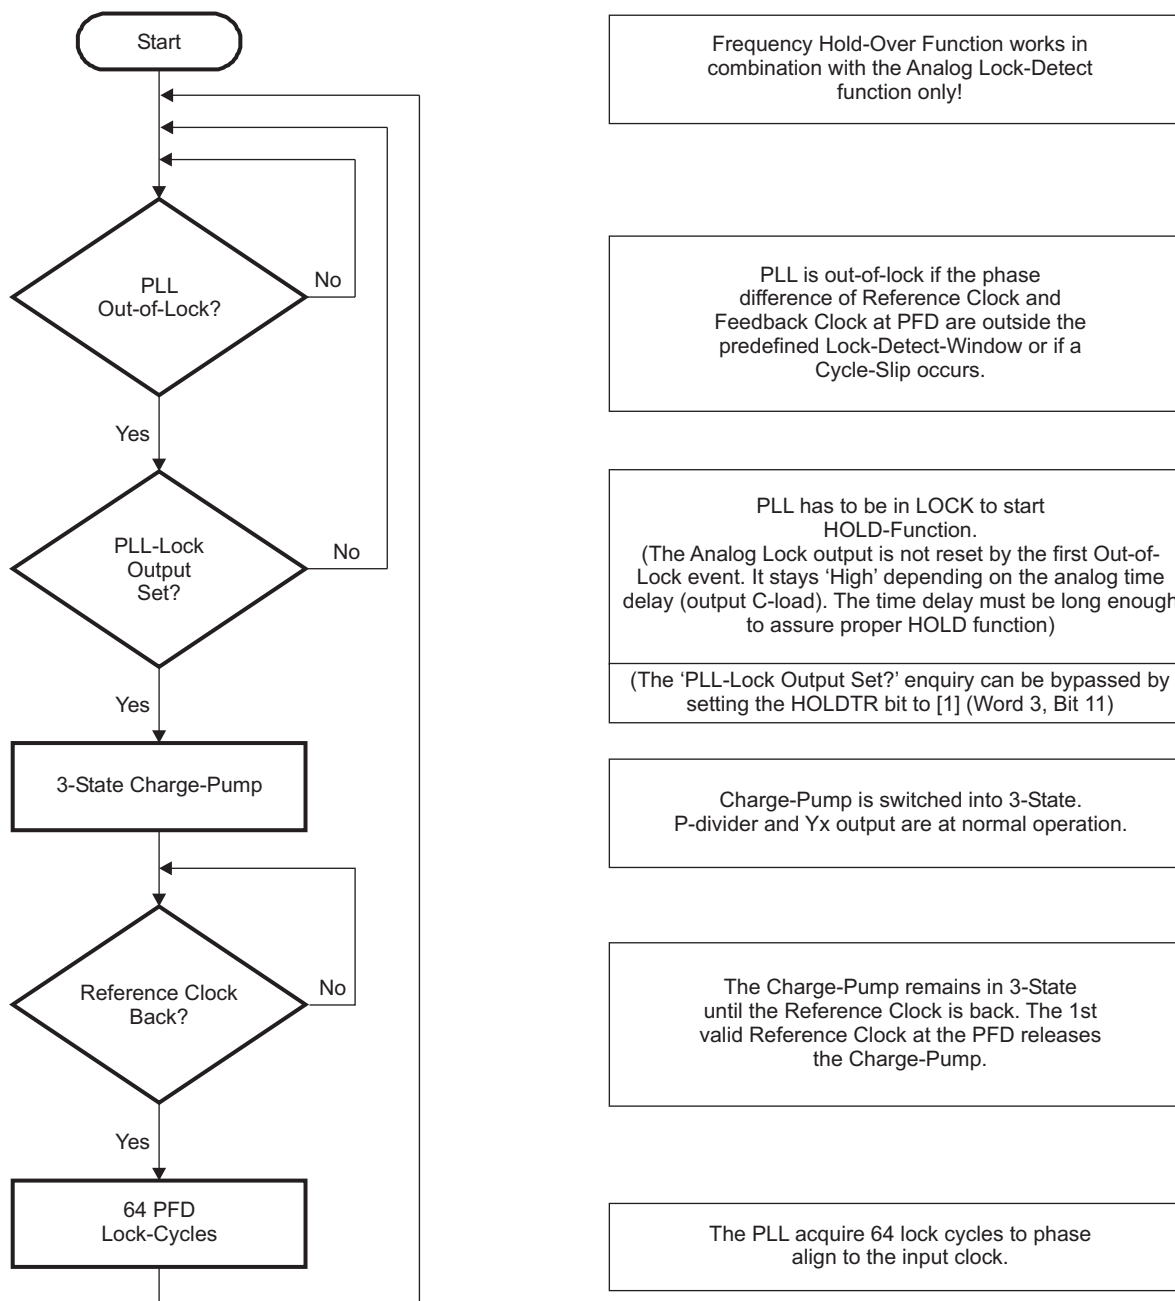 Start
Frequency Hold-Over Function works in
combination with the Analog Lock-Detect
function only!
PLL
Out-of-Lock?
No
Yes
PLL is out-of-lock if the phase
difference of Reference Clock and
Feedback Clock at PFD are outside the
predefined Lock-Detect-Window or if a
Cycle-Slip occurs.
PLL-Lock
Output
Set?
No
Yes
PLL has to be in LOCK to start
HOLD-Function.
(The Analog Lock output is not reset by the first Out-of-
Lock event. It stays ‘High’ depending on the analog time
delay (output C-load). The time delay must be long enough
to assure proper HOLD function)
(The ‘PLL-Lock Output Set?’ enquiry can be bypassed by
setting the HOLDTR bit to [1] (Word 3, Bit 11)
3-State Charge-Pump
Charge-Pump is switched into 3-State.
P-divider and Yx output are at normal operation.
Reference Clock
Back?
No
Yes
The Charge-Pump remains in 3-State
until the Reference Clock is back. The 1st
valid Reference Clock at the PFD releases
the Charge-Pump.
64 PFD
Lock-Cycles
The PLL acquire 64 lock cycles to phase
align to the input clock.